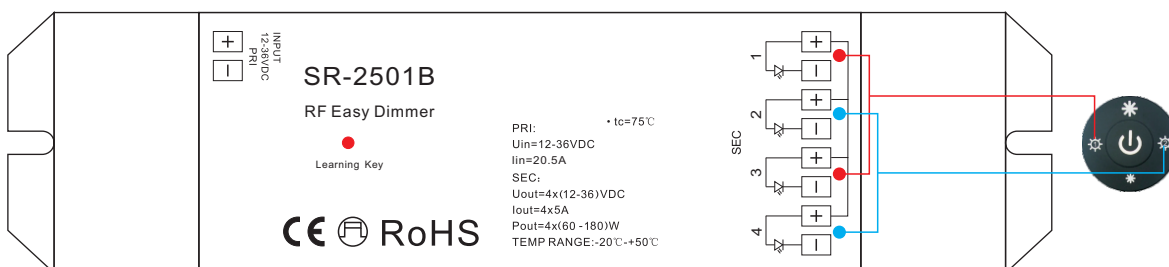 +
−
INPUT
12-36VDC
PRI
SR-2501B
RF Easy Dimmer
Learning Key
CE RoHS
PRI:
• tc=75℃
Uin=12-36VDC
Iin=20.5A
SEC:
Uout=4x(12-36)VDC
Iout=4x5A
Pout=4x(60 -180)W
TEMP RANGE:-20℃-+50℃
SEC
1
+
−
2
+
−
3
+
−
4
+
−
1
2